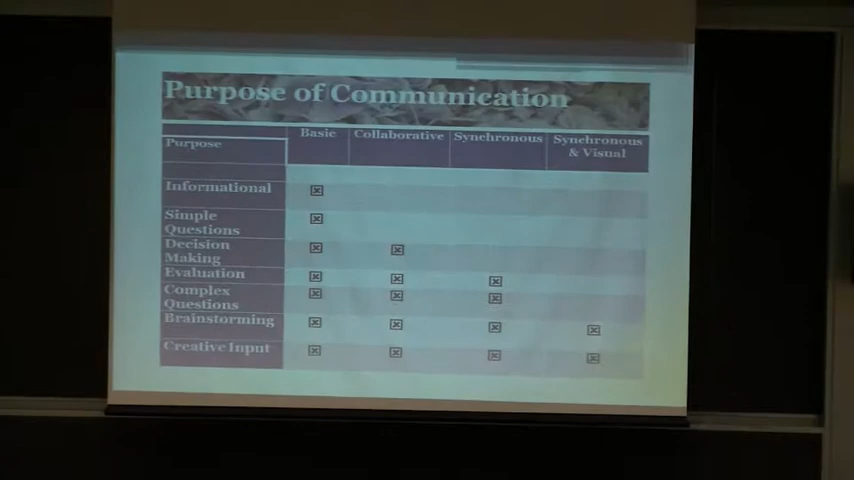 Purpose of Communication
Purpose Basic Collaborative Synchronous Synchronous & Visual
Informational
Simple
Questions
Decision
Making
Evaluation
Complex
Questions
Brainstorming
Creative Input